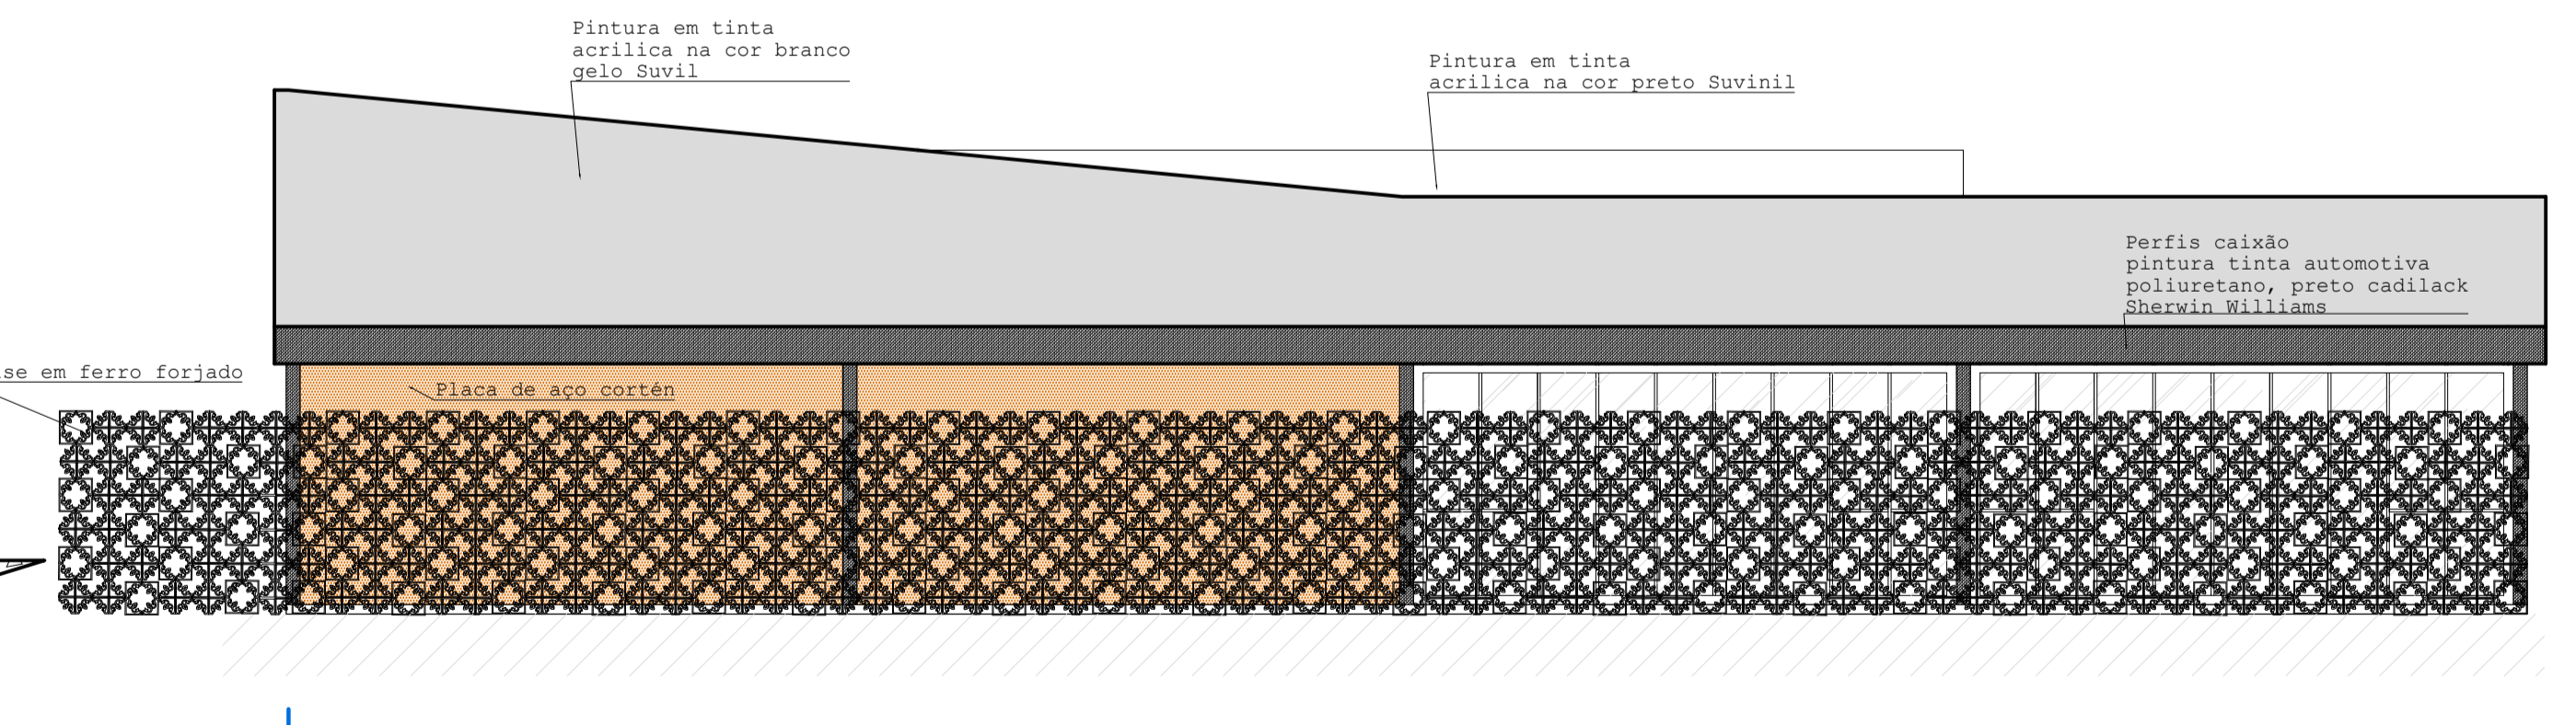 Pintura em tinta
acrilica na cor branco
gelo Suvil
Pintura em tinta
acrilica na cor preto Suvinil
Perfis caixão
pintura tinta automotiva
poliuretano, preto cadilack
Sherwin Williams
em ferro forjado
Placa de aço cortén